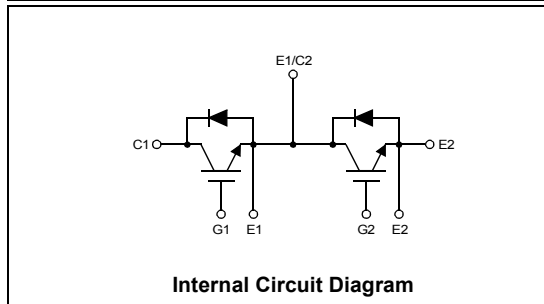 E1/C2
C1 E2
G1 E1 G2 E2
Internal Circuit Diagram